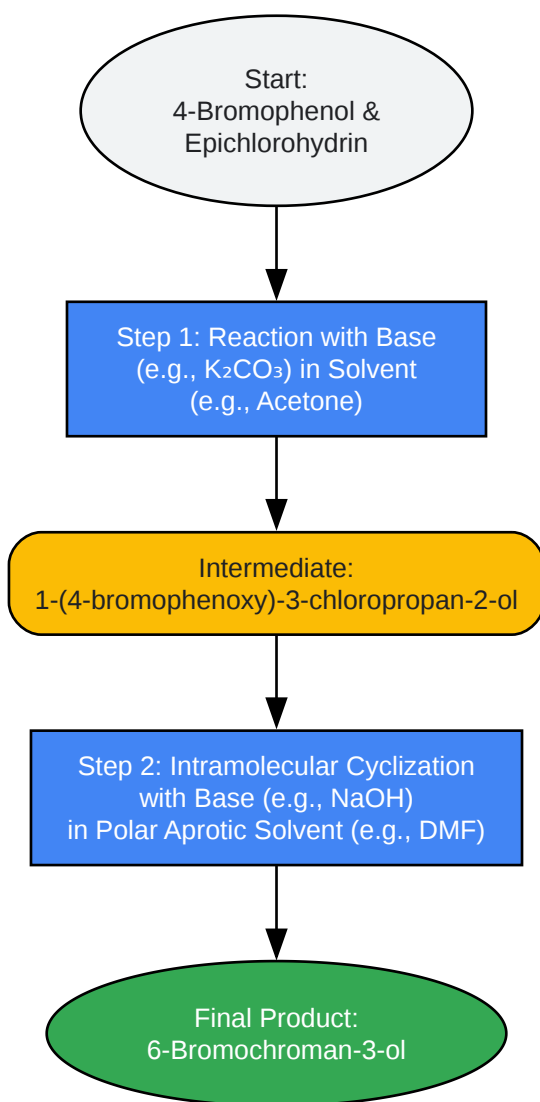 Start:
4-Bromophenol &
Epichlorohydrin
Step 1: Reaction with Base
(e.g., K₂CO₃) in Solvent
(e.g., Acetone)
Intermediate:
1-(4-bromophenoxy)-3-chloropropan-2-ol
Step 2: Intramolecular Cyclization
with Base (e.g., NaOH)
in Polar Aprotic Solvent (e.g., DMF)
Final Product:
6-Bromochroman-3-ol